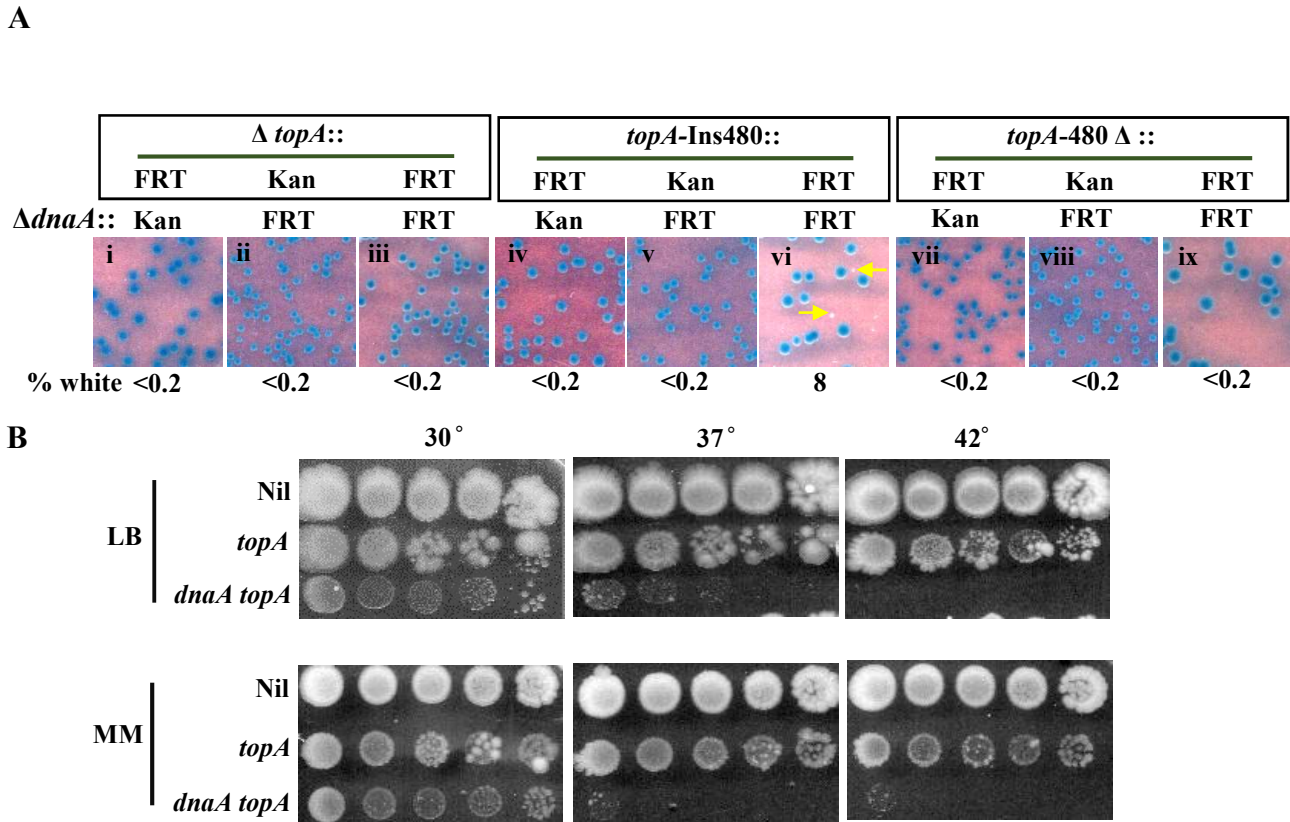 A
Δ topA:: topA-Ins480:: topA-480 Δ ::
FRT Kan FRT FRT Kan FRT FRT Kan FRT
ΔdnaA:: Kan FRT FRT Kan FRT FRT Kan FRT FRT
i ii iii iv v vi vii viii ix
% white <0.2 <0.2 <0.2 <0.2 <0.2 8 <0.2 <0.2 <0.2
B
30° 37° 42°
Nil
LB
topA
dnaA topA
Nil
MM
topA
dnaA topA